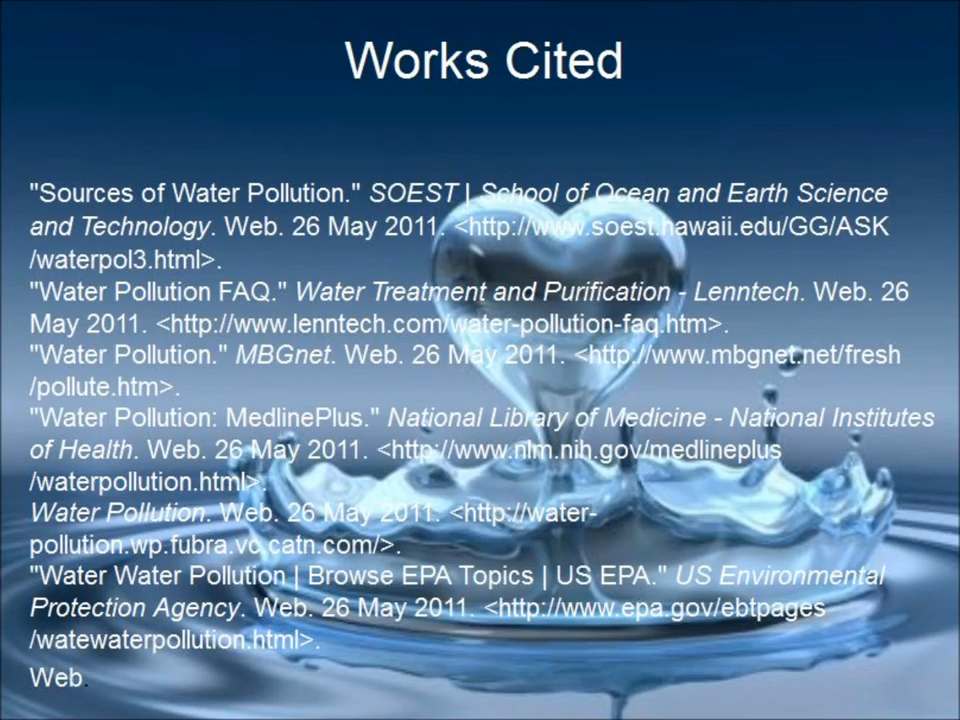 Works Cited
"Sources of Water Pollution." SOEST | School of Ocean and Earth Science
and Technology. Web. 26 May 2011. <http://www.soest.hawaii.edu/GG/ASK
/waterpol3.html>.
"Water Pollution FAQ." Water Treatment and Purification - Lenntech. Web. 26
May 2011. <http://www.lenntech.com/water-pollution-faq.htm>.
"Water Pollution." MBGnet. Web. 26 May 2011. <http://www.mbgnet.net/fresh
/pollute.htm>.
"Water Pollution: MedlinePlus." National Library of Medicine - National Institutes
of Health. Web. 26 May 2011. <http://www.nlm.nih.gov/medlineplus
/waterpollution.html>.
Water Pollution. Web. 26 May 2011. <http://water-
pollution.wp.fubra.vc.catn.com/>.
"Water Water Pollution | Browse EPA Topics | US EPA." US Environmental
Protection Agency. Web. 26 May 2011. <http://www.epa.gov/ebtpages
/watewaterpollution.html>.
Web.